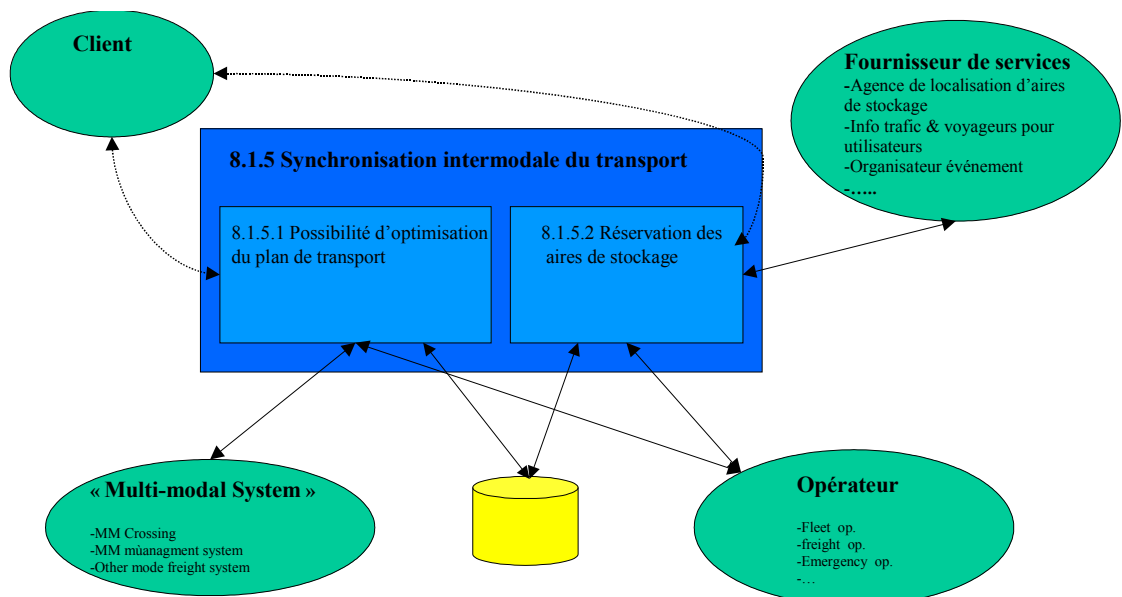 Client
Fournisseur de services
-Agence de localisation d'aires
de stockage
-Info trafic & voyageurs pour
utilisateurs
-Organisateur événement
-.....
8.1.5 Synchronisation intermodale du transport
8.1.5.1 Possibilité d'optimisation
du plan de transport
8.1.5.2 Réservation des
aires de stockage
« Multi-modal System »
-MM Crossing
-MM mùanagment system
-Other mode freight system
Opérateur
-Fleet op.
-freight op.
-Emergency op.
-...